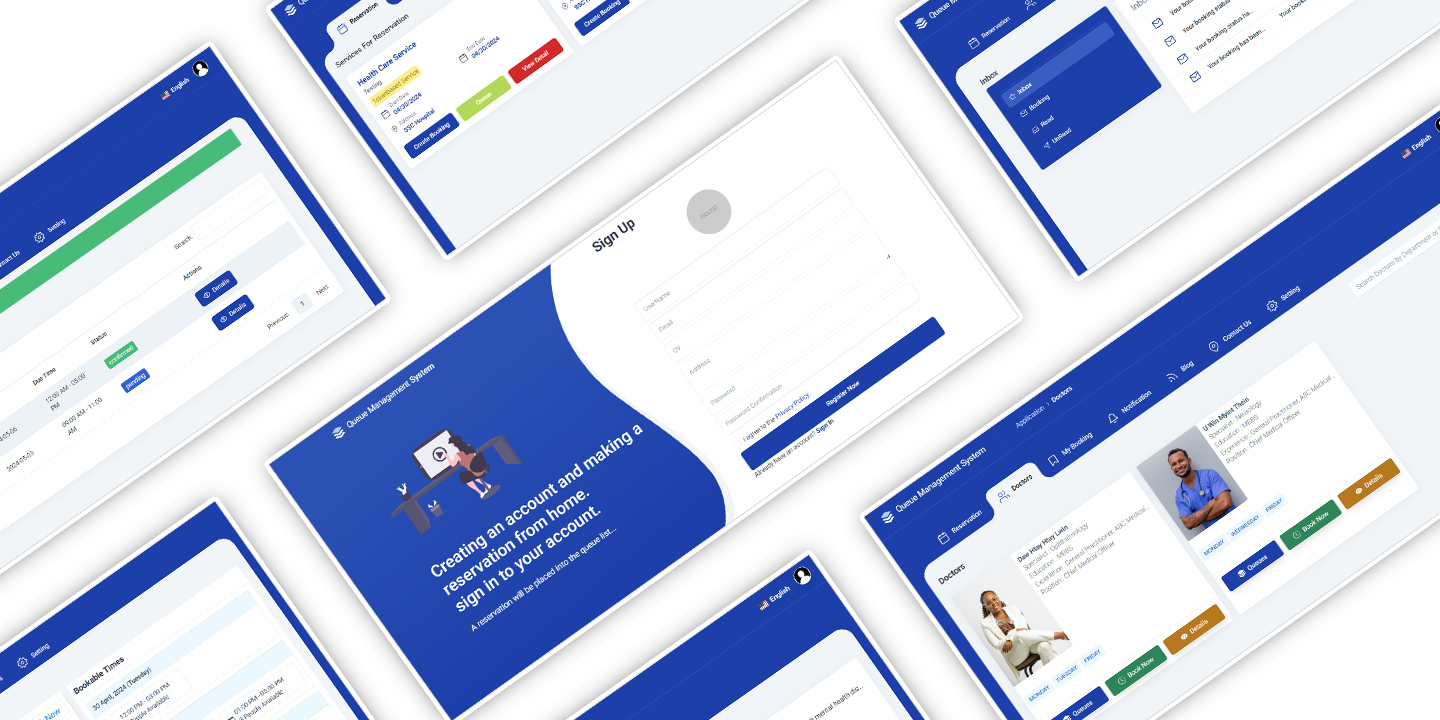 English
Contact Us
Setting
Search:
Actions
Status
Due Time
12:00 AM - 05:00
PM
confirmed
Details
09:00 AM - 11:00
AM
pending
Details
2024-05-03
Previous
1
Next
Reservation
Services For Reservation
Health Care Service
Testing
Tokenbased Service
Start Date
04/30/2024
End Date
04/30/2024
Address
SSC Hospital
Create Booking
Queue
View Detail
Create Booking
Queue Management System
Reservation
Inbox
Inbox
Booking
Read
UnRead
Your booking status ha...
Your booking has been...
Queue Management System
Creating an account and making a
reservation from home.
sign in to your account.
A reservation will be placed into the queue list...
Sign Up
200x200
UserName
Email
09
Address
Password
Password Confirmation
I agree to the Privacy Policy.
Register Now
Already have an account? Sign In
English
Queue Management System
Application > Doctors
Reservation
Doctors
My Booking
Notification
Blog
Contact Us
Setting
Search Doctors by Department or
Doctors
Daw Htay Htay Lwin
Specialist : Ophthalmology
Education : MBBS
Experience : General Practitioner, ABC Medical...
Position : Chief Medical Officer
MONDAY
TUESDAY
FRIDAY
Queues
Book Now
Details
U Win Myint Thein
Specialist : Neurology
Education : MBBS
Experience : General Practitioner, ABC Medical...
Position : Chief Medical Officer
MONDAY
WEDNESDAY
FRIDAY
Queues
Book Now
Details
Setting
Now
Bookable Times
30 April, 2024 (Tuesday)
12:00 PM - 03:00 PM
People Available
01:00 PM - 05:00 PM
People Available
English
mental health dig...